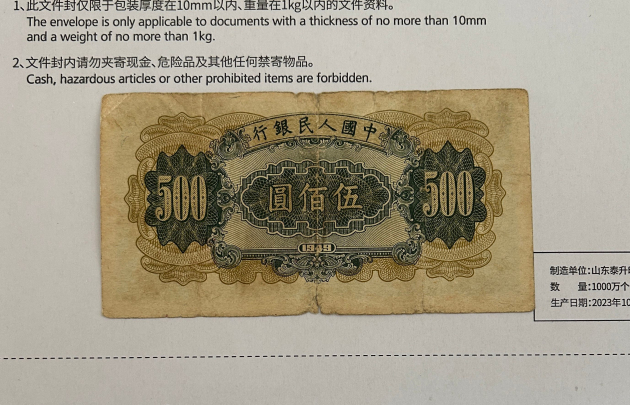 1、此文件封仅限于包装厚度在10mm以内、重量在1kg以内的文件资料。
The envelope is only applicable to documents with a thickness of no more than 10mm
and a weight of no more than 1kg.
2、文件封内请勿夹寄现金、危险品及其他任何禁寄物品。
Cash, hazardous articles or other prohibited items are forbidden.
行銀民人國中
500
圓佰伍
500
制造单位:山东泰升
数 量:1000万个
生产日期:2023年10